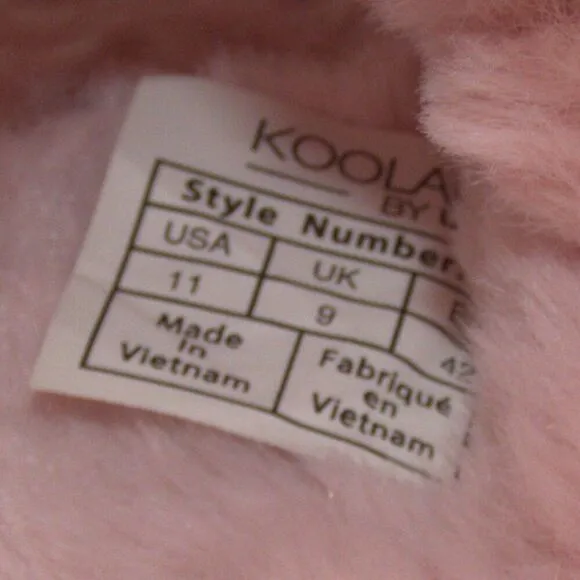 KOOLA
BY
Style Number
USA UK
11 9 42
Made
in
Vietnam
Fabriqué
en
Vietnam